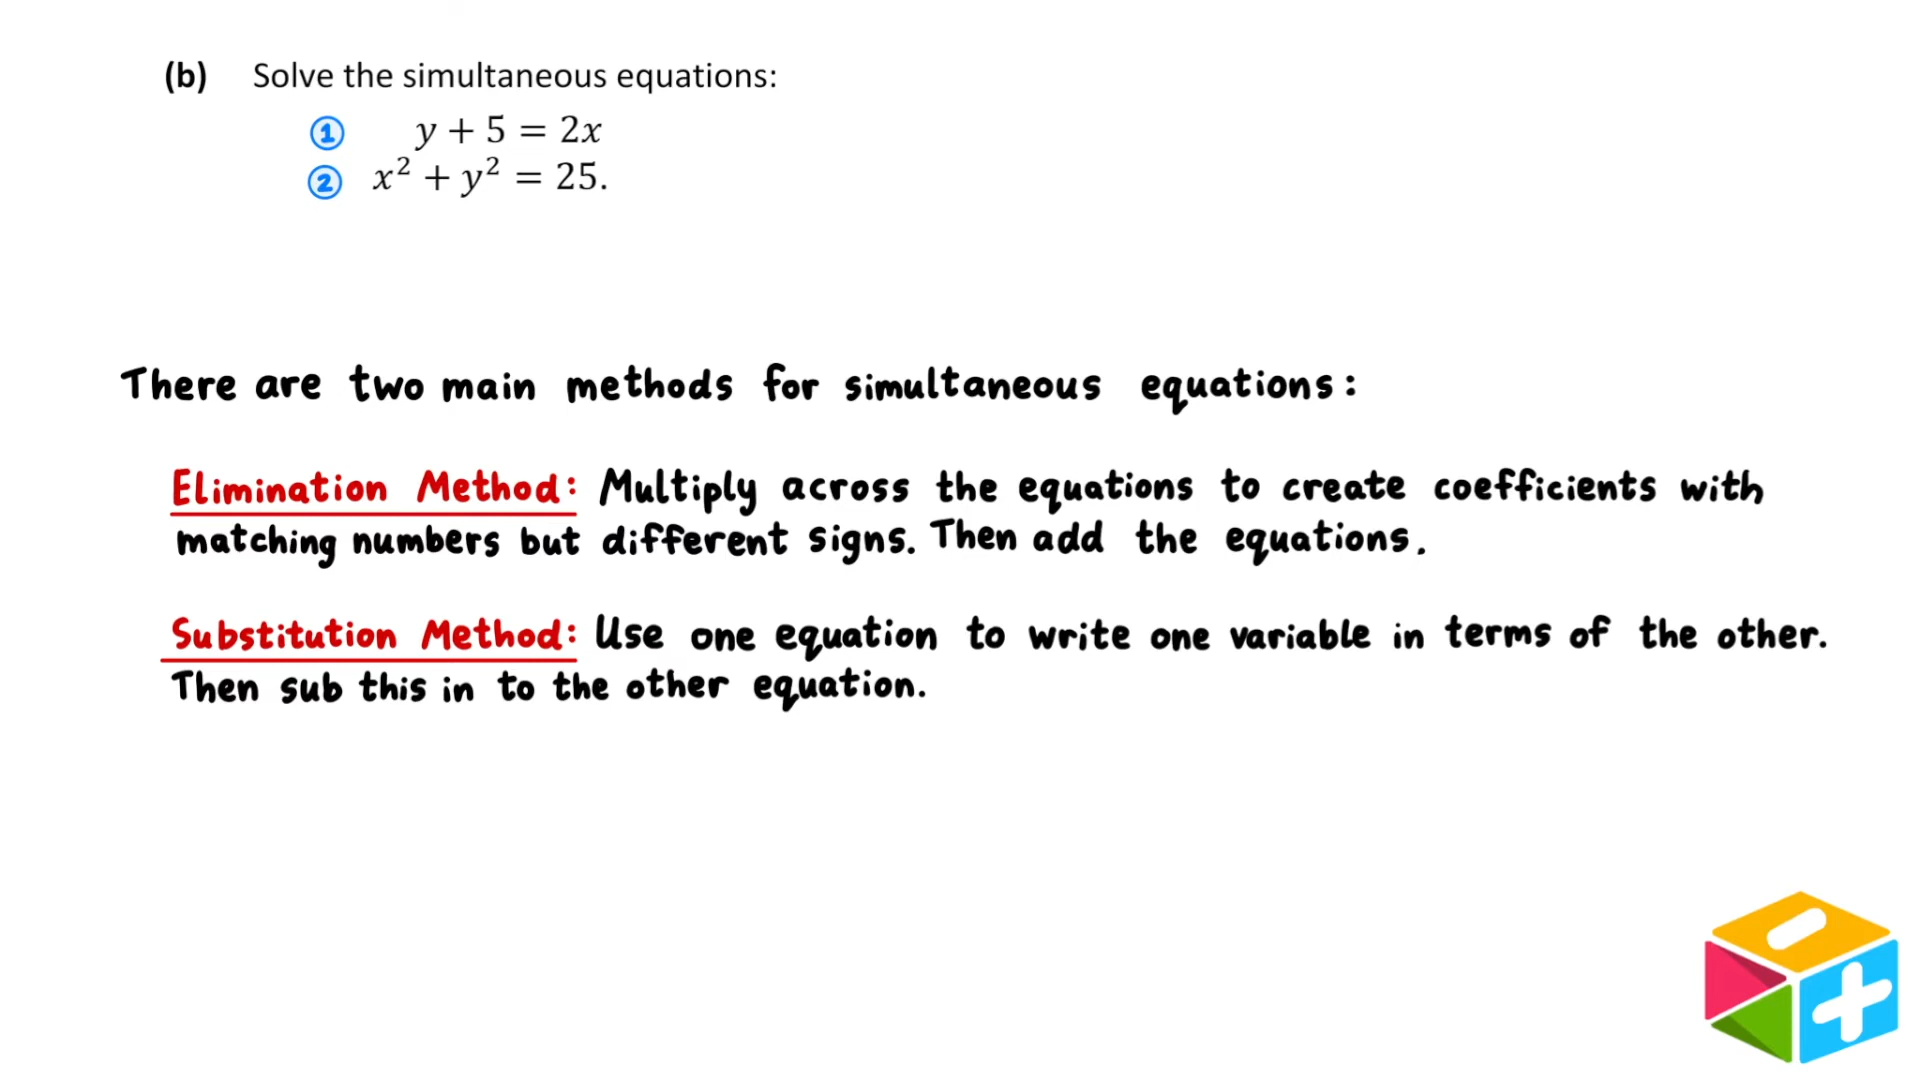 (b) Solve the simultaneous equations:
① y + 5 = 2x
② x² + y² = 25.
There are two main methods for simultaneous equations:
Elimination Method: Multiply across the equations to create coefficients with
matching numbers but different signs. Then add the equations.
Substitution Method: Use one equation to write one variable in terms of the other.
Then sub this in to the other equation.